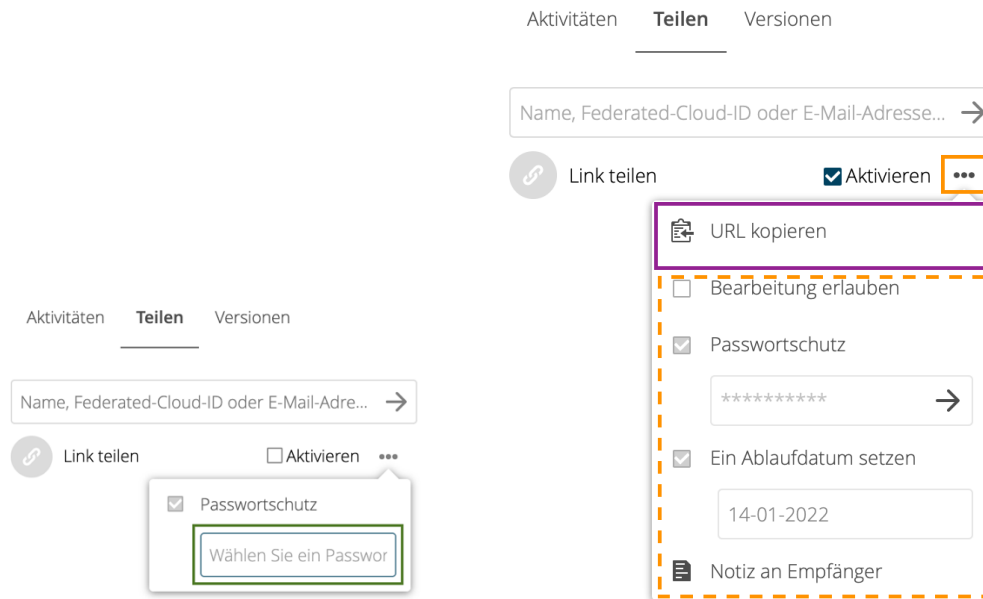 Aktivitäten Teilen Versionen
Name, Federated-Cloud-ID oder E-Mail-Adre...
Link teilen Aktivieren
Passwortschutz
Wählen Sie ein Passwor
Aktivitäten Teilen Versionen
Name, Federated-Cloud-ID oder E-Mail-Adresse...
Link teilen Aktivieren
URL kopieren
Bearbeitung erlauben
Passwortschutz
**********
Ein Ablaufdatum setzen
14-01-2022
Notiz an Empfänger